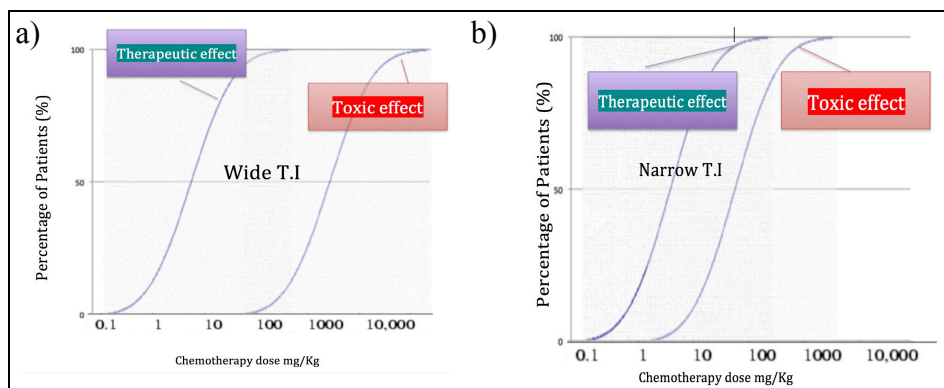 a)
Percentage of Patients (%)
100
50
0
Therapeutic effect
Toxic effect
Wide T.I
0.1 1 10 100 1000 10,000
Chemotherapy dose mg/Kg
b)
Percentage of Patients (%)
100
50
0
Therapeutic effect
Toxic effect
Narrow T.I
0.1 1 10 100 1000 10,000
Chemotherapy dose mg/Kg